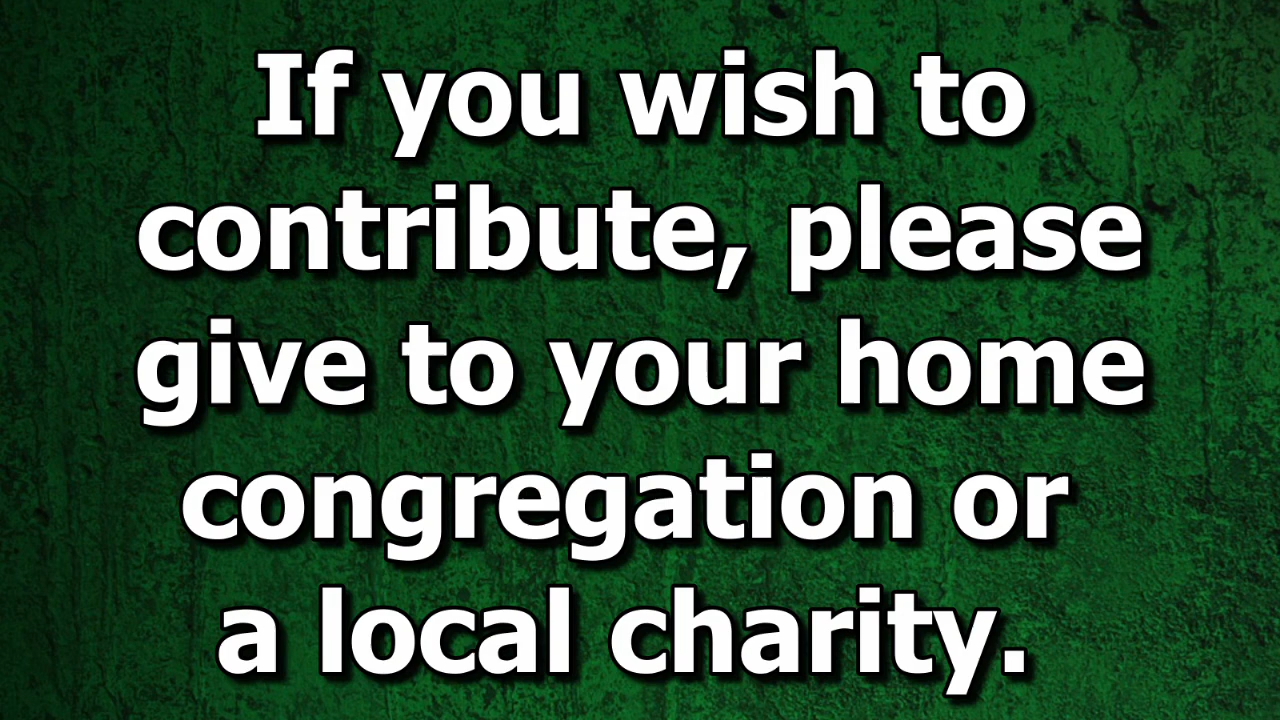 If you wish to
contribute, please
give to your home
congregation or
a local charity.